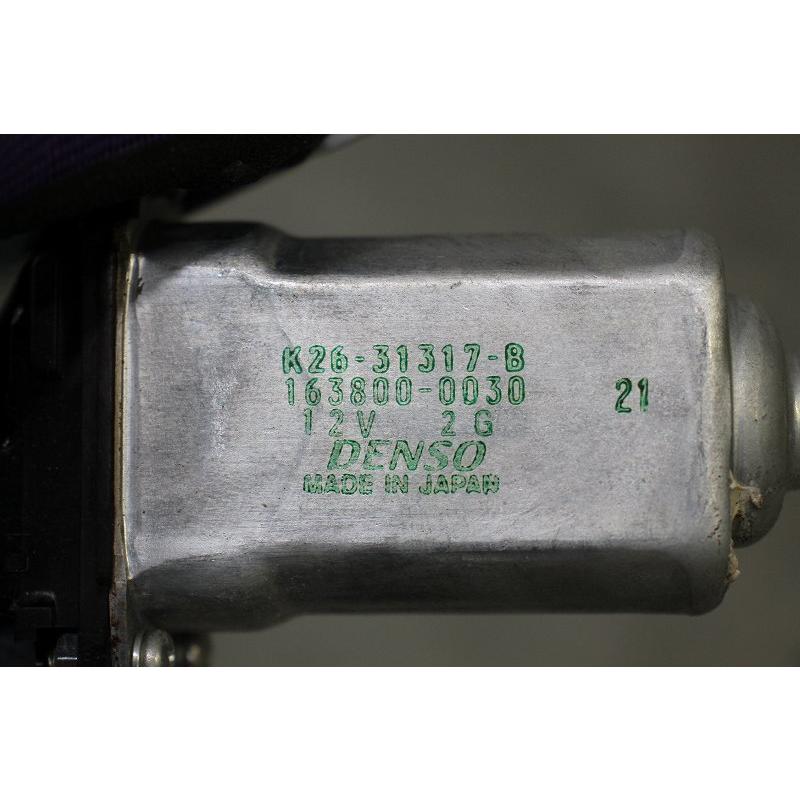 K26-31317-B
163800-0030
21
12V 2G
DENSO
MADE IN JAPAN